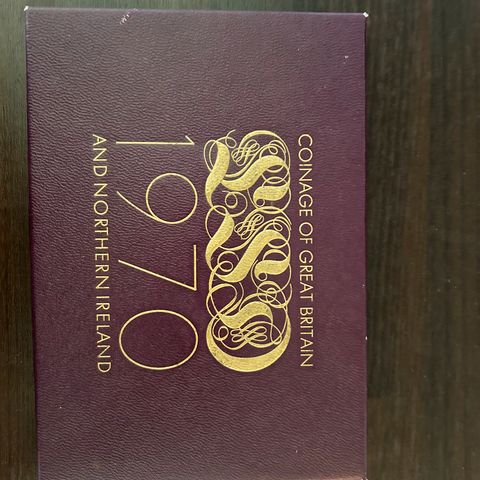 COINAGE OF GREAT BRITAIN
1970
AND NORTHERN IRELAND